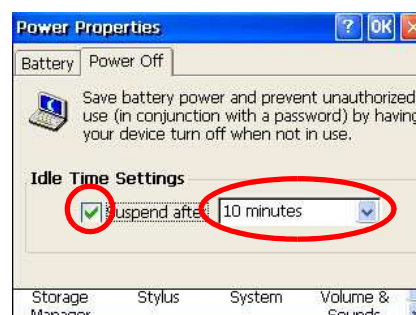 Power Properties ? OK
Battery Power Off
Save battery power and prevent unauthorized
use (in conjunction with a password) by having
your device turn off when not in use.
Idle Time Settings
Suspend after 10 minutes
Storage Stylus System Volume &
Manager Sounds